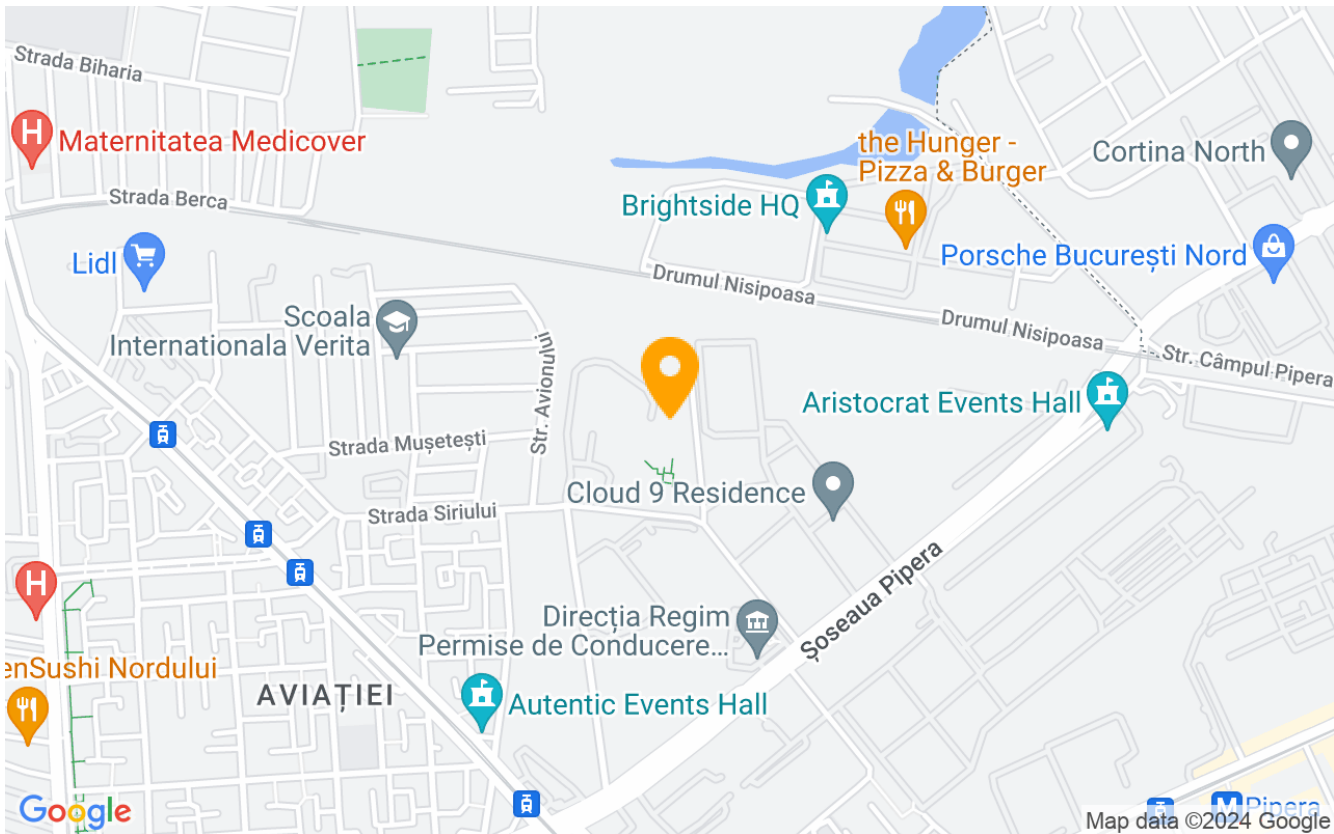 Strada Biharia
H
Maternitatea Medicover
the Hunger -
Pizza & Burger
Cortina North
Strada Berca
Brightside HQ
Lidl
Porsche București Nord
Drumul Nisipoasa
Scoala
Internationala Verita
Drumul Nisipoasa
Str. Câmpul Pipera
Str. Avionului
Aristocrat Events Hall
Strada Mușetești
Cloud 9 Residence
Strada Siriului
Șoseaua Pipera
H
Direcția Regim
Permise de Conducere...
enSushi Nordului
AVIAȚIEI
Autentic Events Hall
Google
M Pipera
Map data ©2024 Google